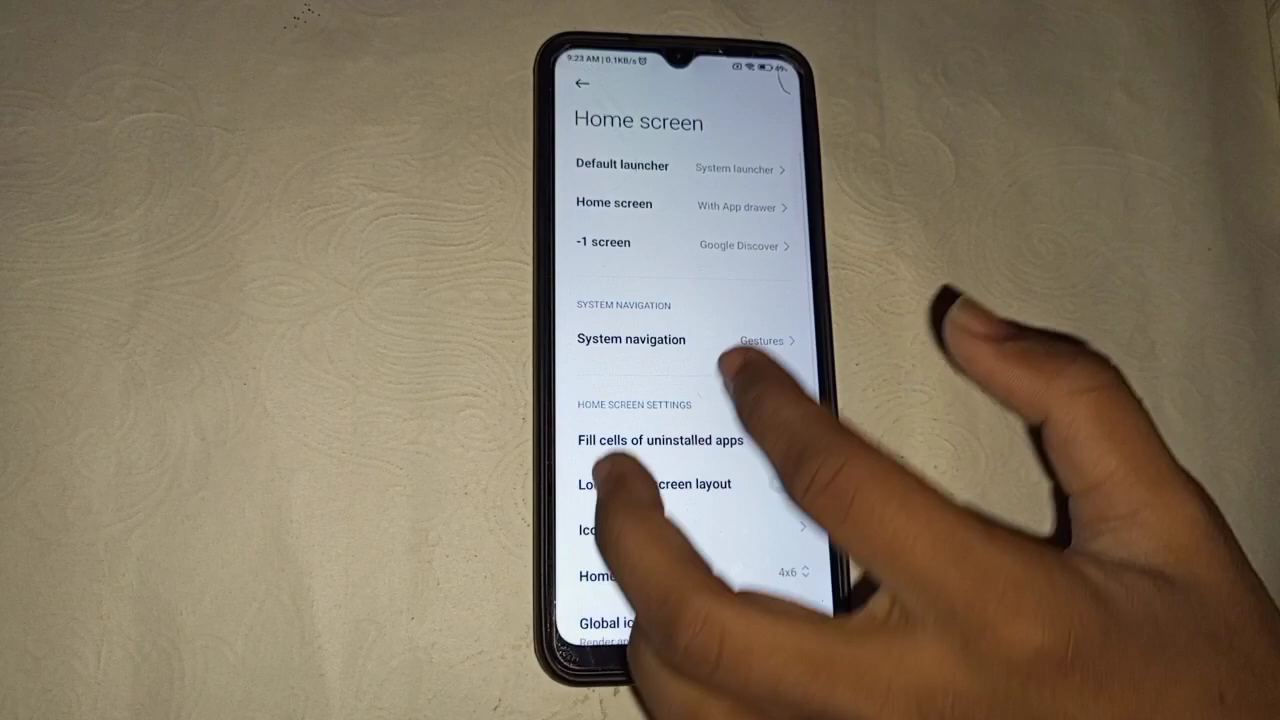 9:23 AM | 0.1KB/s
Home screen
Default launcher System launcher
Home screen With App drawer
-1 screen Google Discover
SYSTEM NAVIGATION
System navigation Gestures
HOME SCREEN SETTINGS
Fill cells of uninstalled apps
Lo creen layout
Ico
Home 4x6
Global ic
Render ap